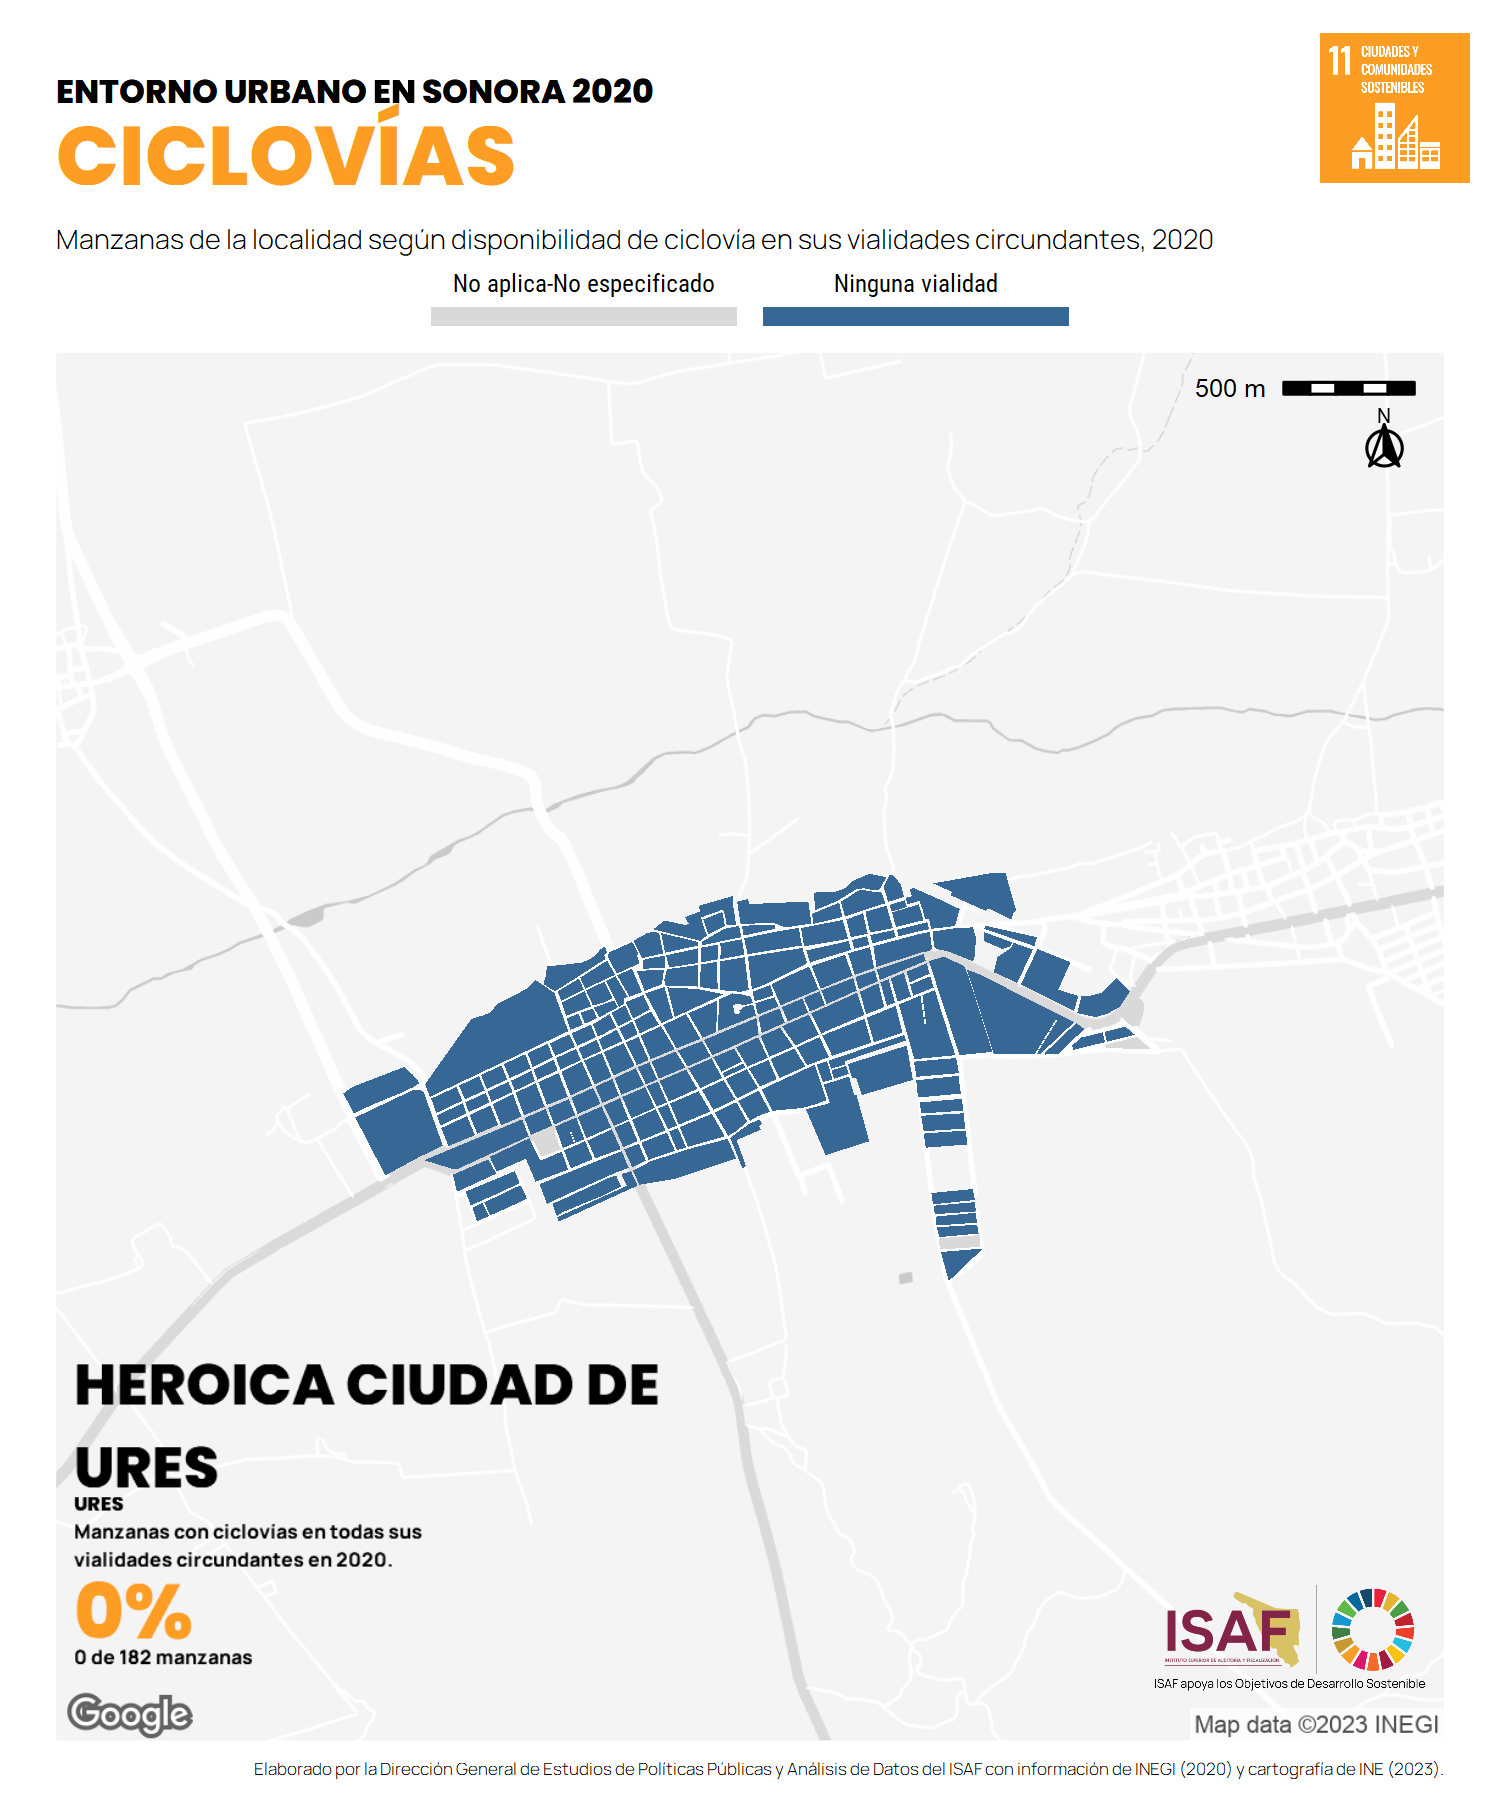 ENTORNO URBANO EN SONORA 2020
CICLOVÍAS
11 CIUDADES Y
COMUNIDADES
SOSTENIBLES
Manzanas de la localidad según disponibilidad de ciclovía en sus vialidades circundantes, 2020
No aplica-No especificado
Ninguna vialidad
500 m
N
HEROICA CIUDAD DE
URES
URES
Manzanas con ciclovias en todas sus
vialidades circundantes en 2020.
0%
0 de 182 manzanas
Google
ISAF
INSTITUTO SUPERIOR DE AUDITORÍA Y FISCALIZACIÓN
ISAF apoya los Objetivos de Desarrollo Sostenible
Map data ©2023 INEGI
Elaborado por la Dirección General de Estudios de Políticas Públicas y Análisis de Datos del ISAF con información de INEGI (2020) y cartografía de INE (2023).